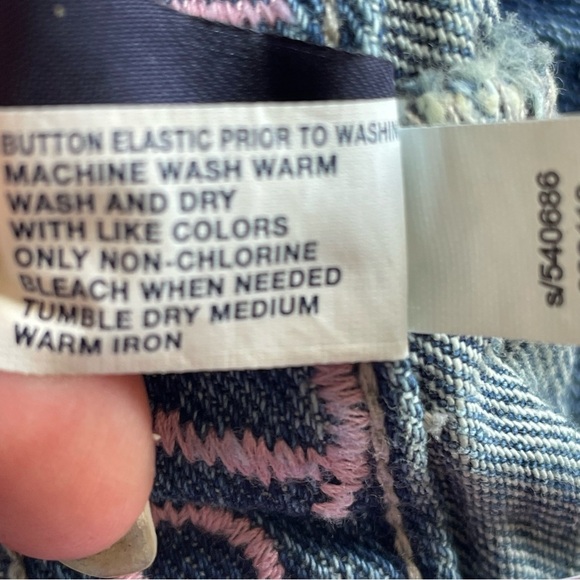 BUTTON ELASTIC PRIOR TO WASHIN
MACHINE WASH WARM
WASH AND DRY
WITH LIKE COLORS
ONLY NON-CHLORINE
BLEACH WHEN NEEDED
TUMBLE DRY MEDIUM
WARM IRON
s/540686